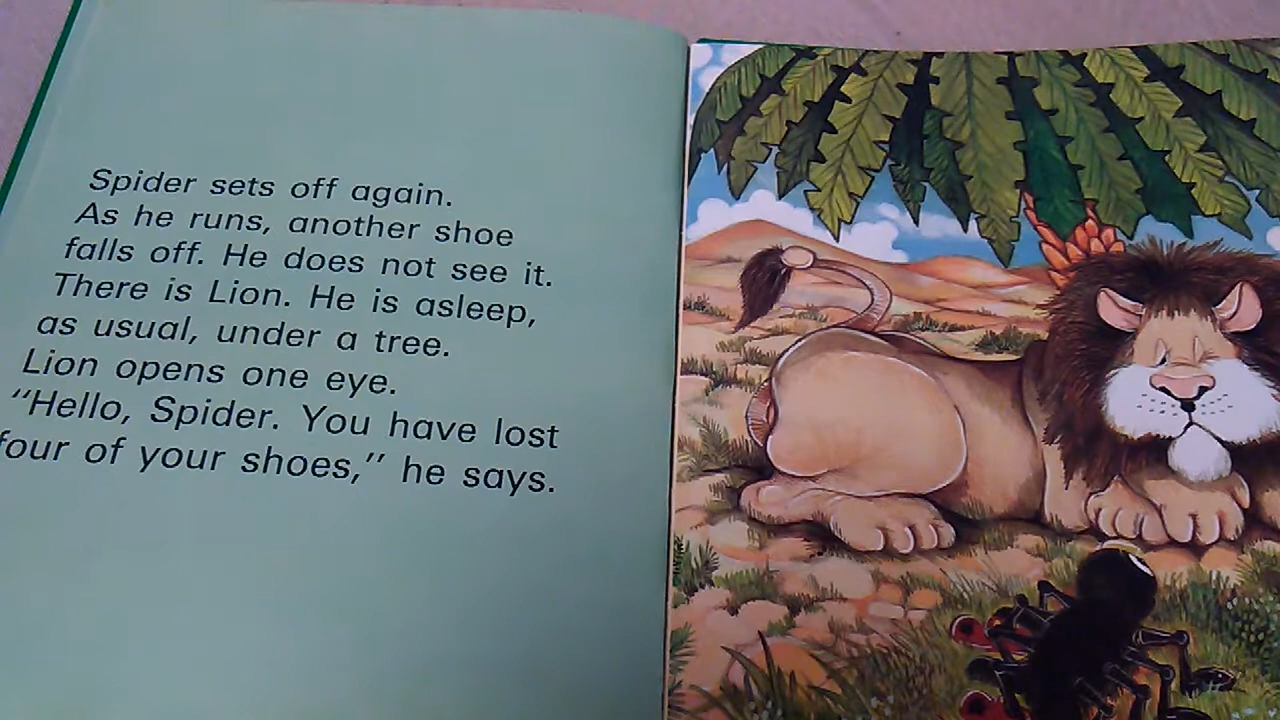 Spider sets off again.
As he runs, another shoe
falls off. He does not see it.
There is Lion. He is asleep,
as usual, under a tree.
Lion opens one eye.
“Hello, Spider. You have lost
four of your shoes,” he says.